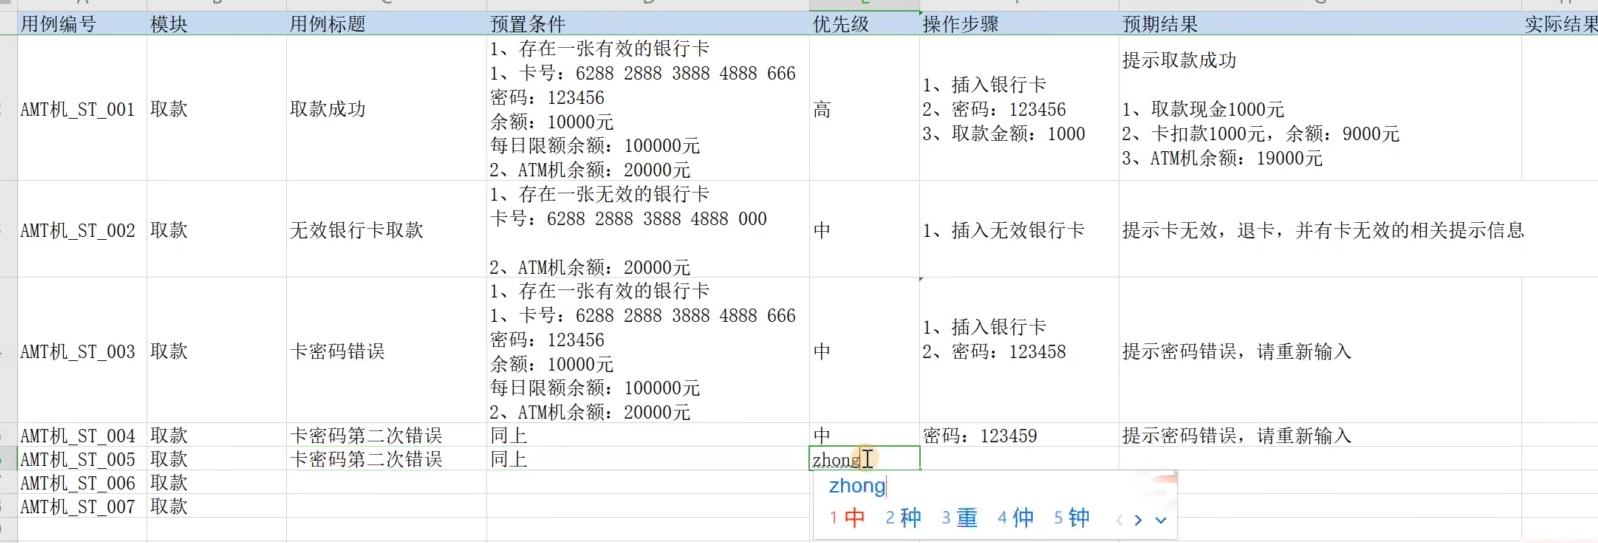 用例编号 模块 用例标题 预置条件 优先级 操作步骤 预期结果 实际结果
AMT机_ST_001 取款 取款成功
1、存在一张有效的银行卡
1、卡号：6288 2888 3888 4888 666
密码：123456
余额：10000元
每日限额余额：100000元
2、ATM机余额：20000元
高
1、插入银行卡
2、密码：123456
3、取款金额：1000
提示取款成功
1、取款现金1000元
2、卡扣款1000元，余额：9000元
3、ATM机余额：19000元
AMT机_ST_002 取款 无效银行卡取款
1、存在一张无效的银行卡
卡号：6288 2888 3888 4888 000
2、ATM机余额：20000元
中
1、插入无效银行卡
提示卡无效，退卡，并有卡无效的相关提示信息
AMT机_ST_003 取款 卡密码错误
1、存在一张有效的银行卡
1、卡号：6288 2888 3888 4888 666
密码：123456
余额：10000元
每日限额余额：100000元
2、ATM机余额：20000元
中
1、插入银行卡
2、密码：123458
提示密码错误，请重新输入
AMT机_ST_004 取款 卡密码第二次错误 同上 中 密码：123459 提示密码错误，请重新输入
AMT机_ST_005 取款 卡密码第二次错误 同上 zhong
AMT机_ST_006 取款
AMT机_ST_007 取款
zhong
1 中 2 种 3 重 4 仲 5 钟